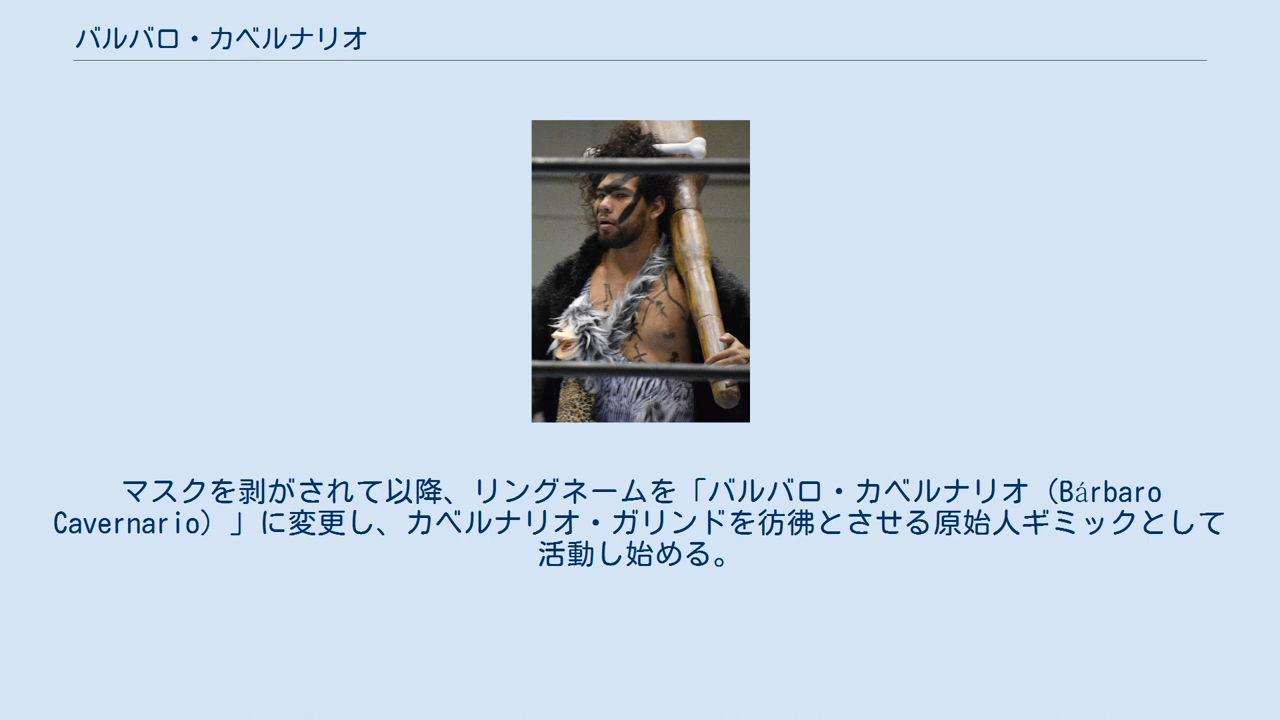 バルバロ・カベルナリオ
マスクを剥がされて以降、リングネームを「バルバロ・カベルナリオ（Bárbaro
Cavernario）」に変更し、カベルナリオ・ガリンドを彷彿とさせる原始人ギミックとして
活動し始める。